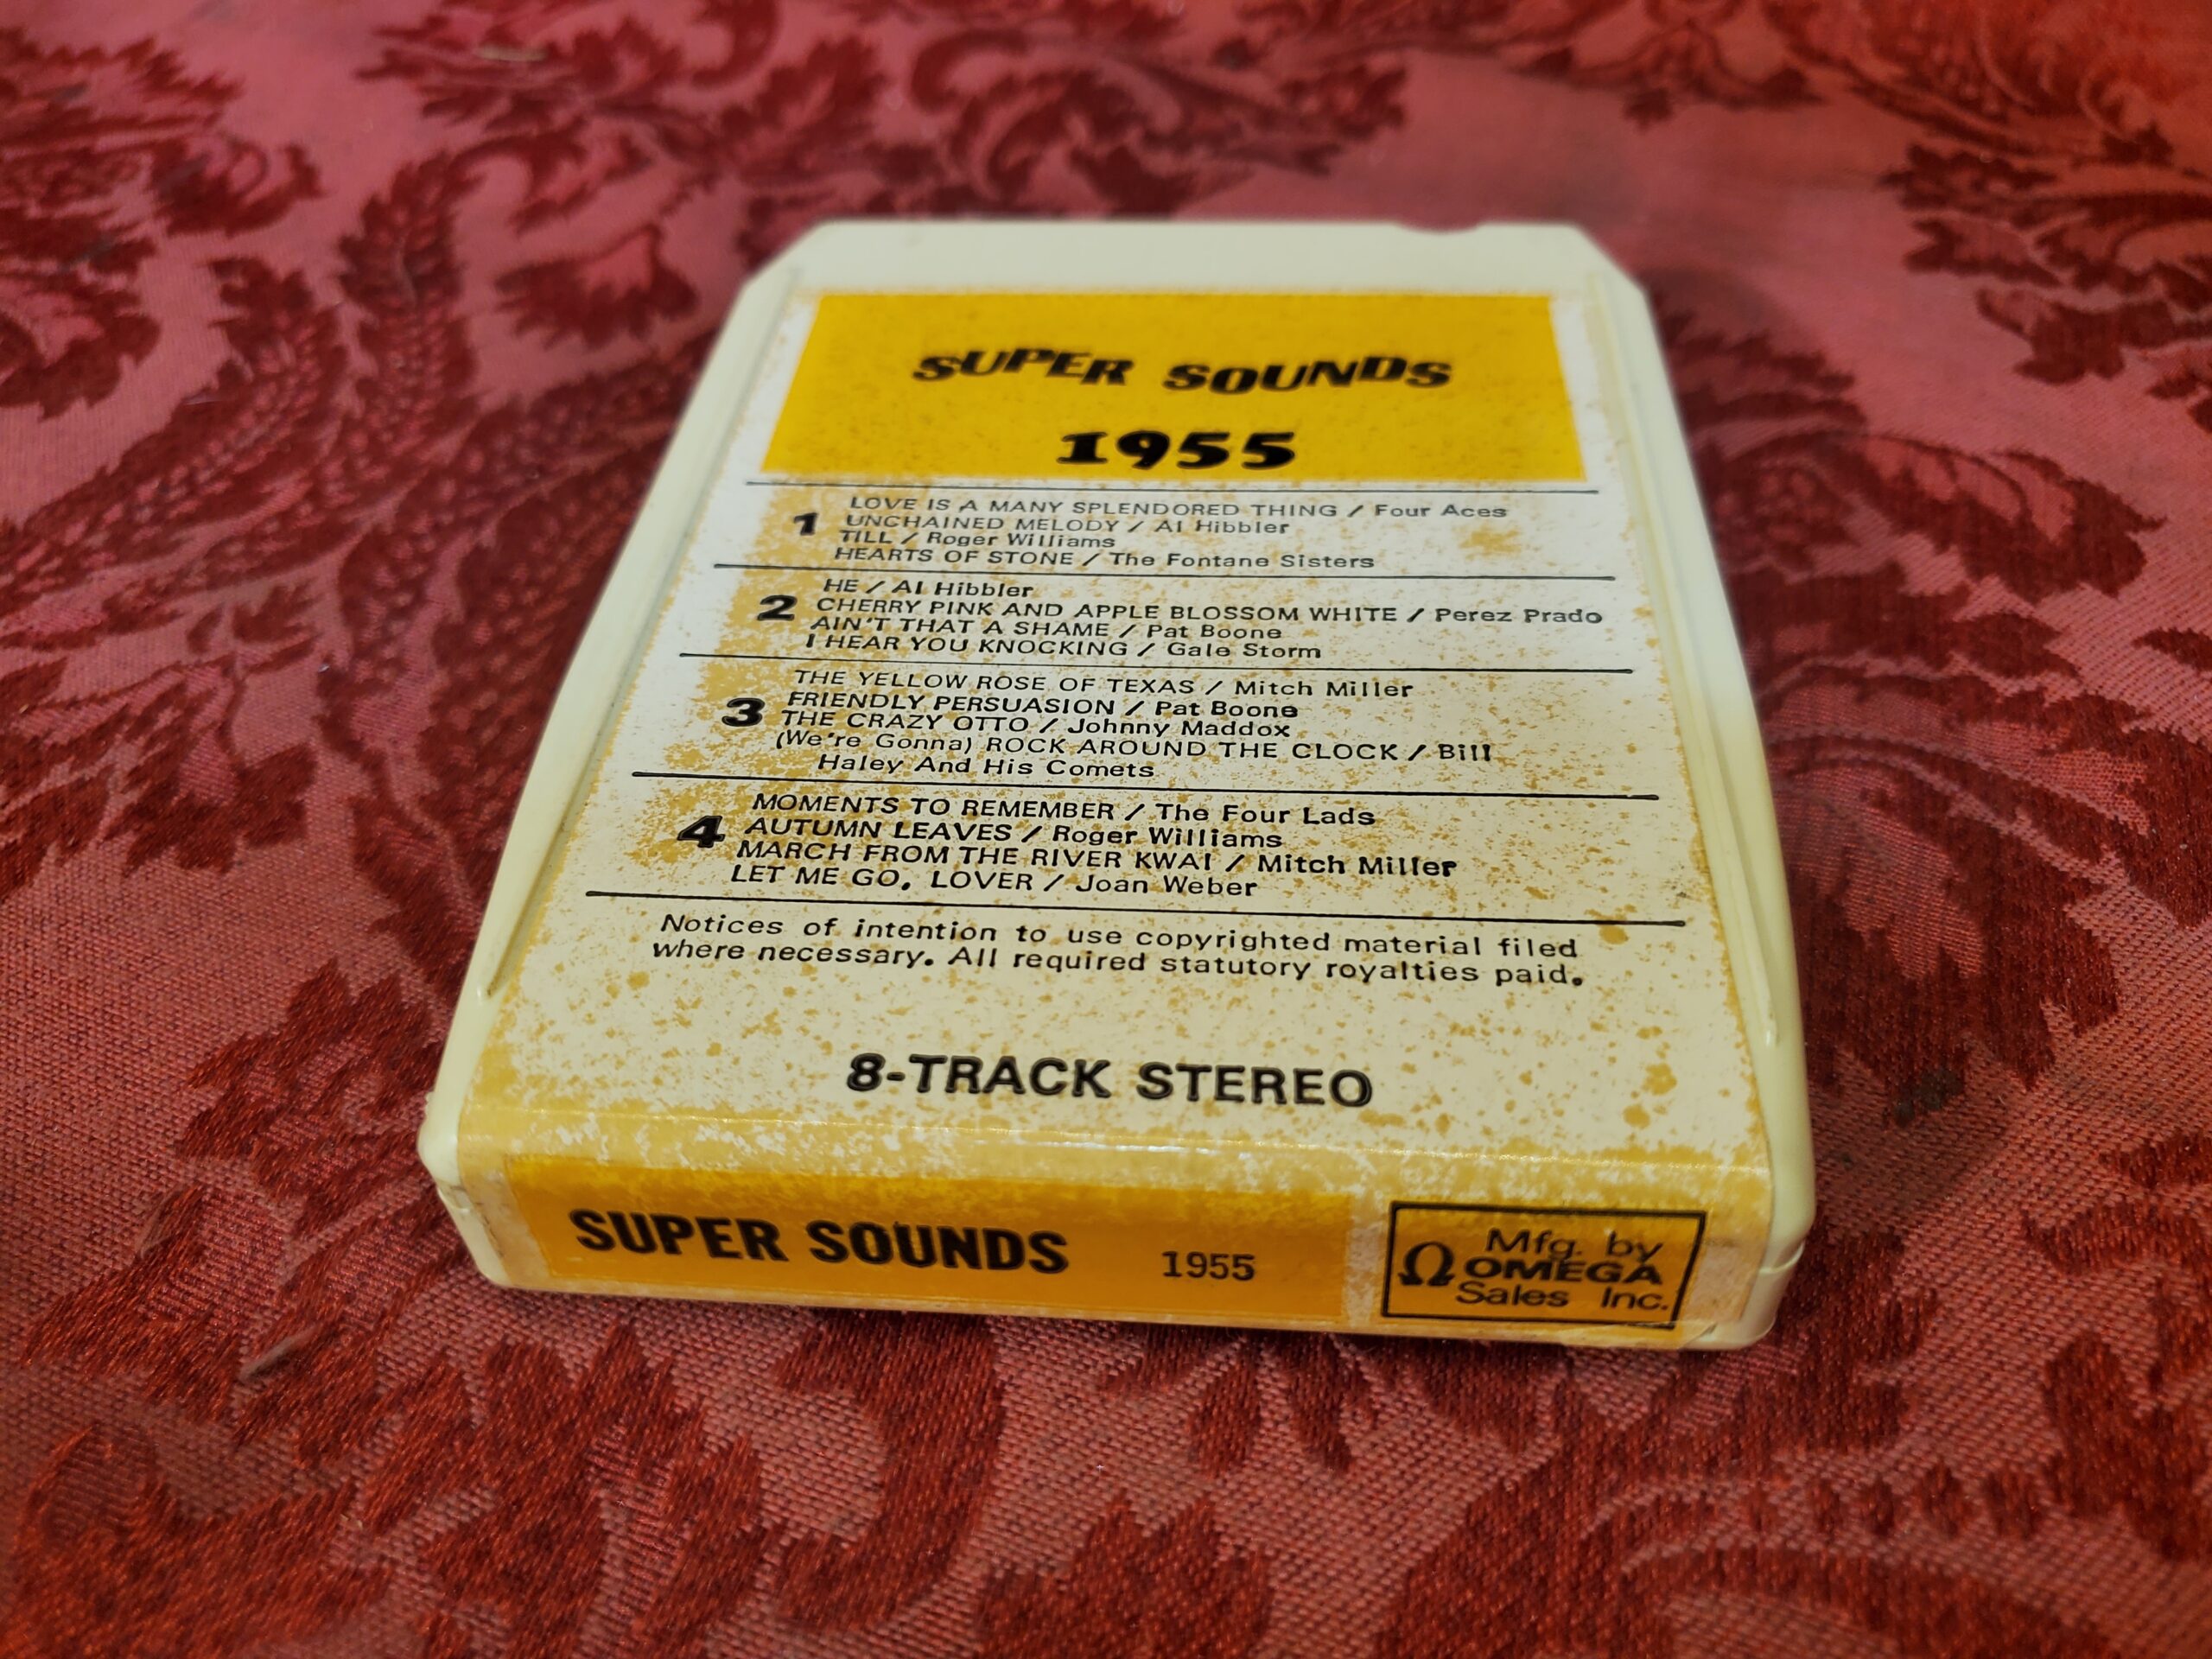 SUPER SOUNDS
1955
1
LOVE IS A MANY SPLENDORED THING / Four Aces
UNCHAINED MELODY / Al Hibbler
TILL / Roger Williams
HEARTS OF STONE / The Fontane Sisters
2
HE / Al Hibbler
CHERRY PINK AND APPLE BLOSSOM WHITE / Perez Prado
AIN'T THAT A SHAME / Pat Boone
I HEAR YOU KNOCKING / Gale Storm
3
THE YELLOW ROSE OF TEXAS / Mitch Miller
FRIENDLY PERSUASION / Pat Boone
THE CRAZY OTTO / Johnny Maddox
(We're Gonna) ROCK AROUND THE CLOCK / Bill
Haley And His Comets
4
MOMENTS TO REMEMBER / The Four Lads
AUTUMN LEAVES / Roger Williams
MARCH FROM THE RIVER KWAI / Mitch Miller
LET ME GO, LOVER / Joan Weber
Notices of intention to use copyrighted material filed
where necessary. All required statutory royalties paid.
8-TRACK STEREO
SUPER SOUNDS 1955
Mfg. by
Ω OMEGA
Sales Inc.